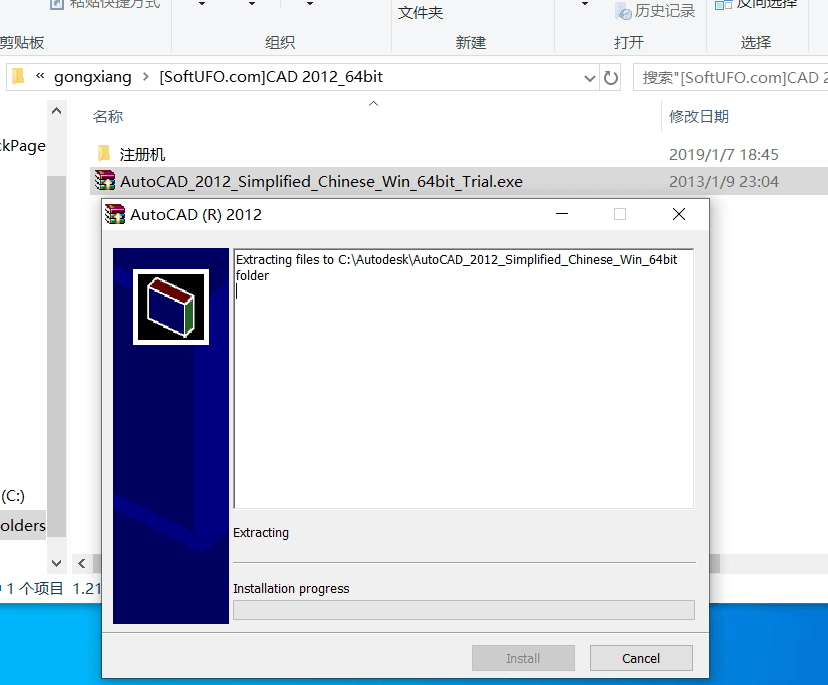 粘贴快捷方式
文件夹
历史记录
反向选择
剪贴板
组织
新建
打开
选择
« gongxiang > [SoftUFO.com]CAD 2012_64bit
搜索"[SoftUFO.com]CAD 2
名称
修改日期
ckPage
注册机
2019/1/7 18:45
AutoCAD_2012_Simplified_Chinese_Win_64bit_Trial.exe
2013/1/9 23:04
AutoCAD (R) 2012
Extracting files to C:\Autodesk\AutoCAD_2012_Simplified_Chinese_Win_64bit
folder
(C:)
olders
Extracting
1 个项目 1.21
Installation progress
Install
Cancel